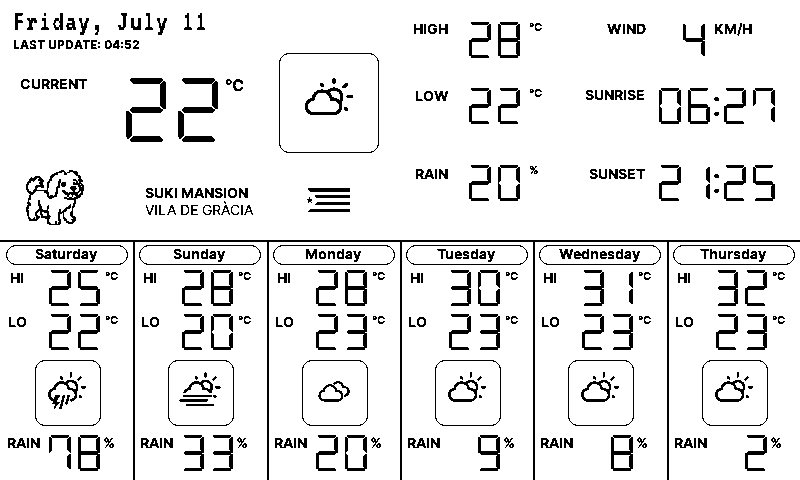 Friday, July 11
LAST UPDATE: 04:52
CURRENT 22 °C
HIGH 28 °C
LOW 22 °C
RAIN 20 %
WIND 4 KM/H
SUNRISE 06:27
SUNSET 21:25
SUKI MANSION
VILA DE GRÀCIA
Saturday
HI 25 °C
LO 22 °C
RAIN 78 %
Sunday
HI 28 °C
LO 20 °C
RAIN 33 %
Monday
HI 28 °C
LO 23 °C
RAIN 20 %
Tuesday
HI 30 °C
LO 23 °C
RAIN 9 %
Wednesday
HI 31 °C
LO 23 °C
RAIN 8 %
Thursday
HI 32 °C
LO 23 °C
RAIN 2 %